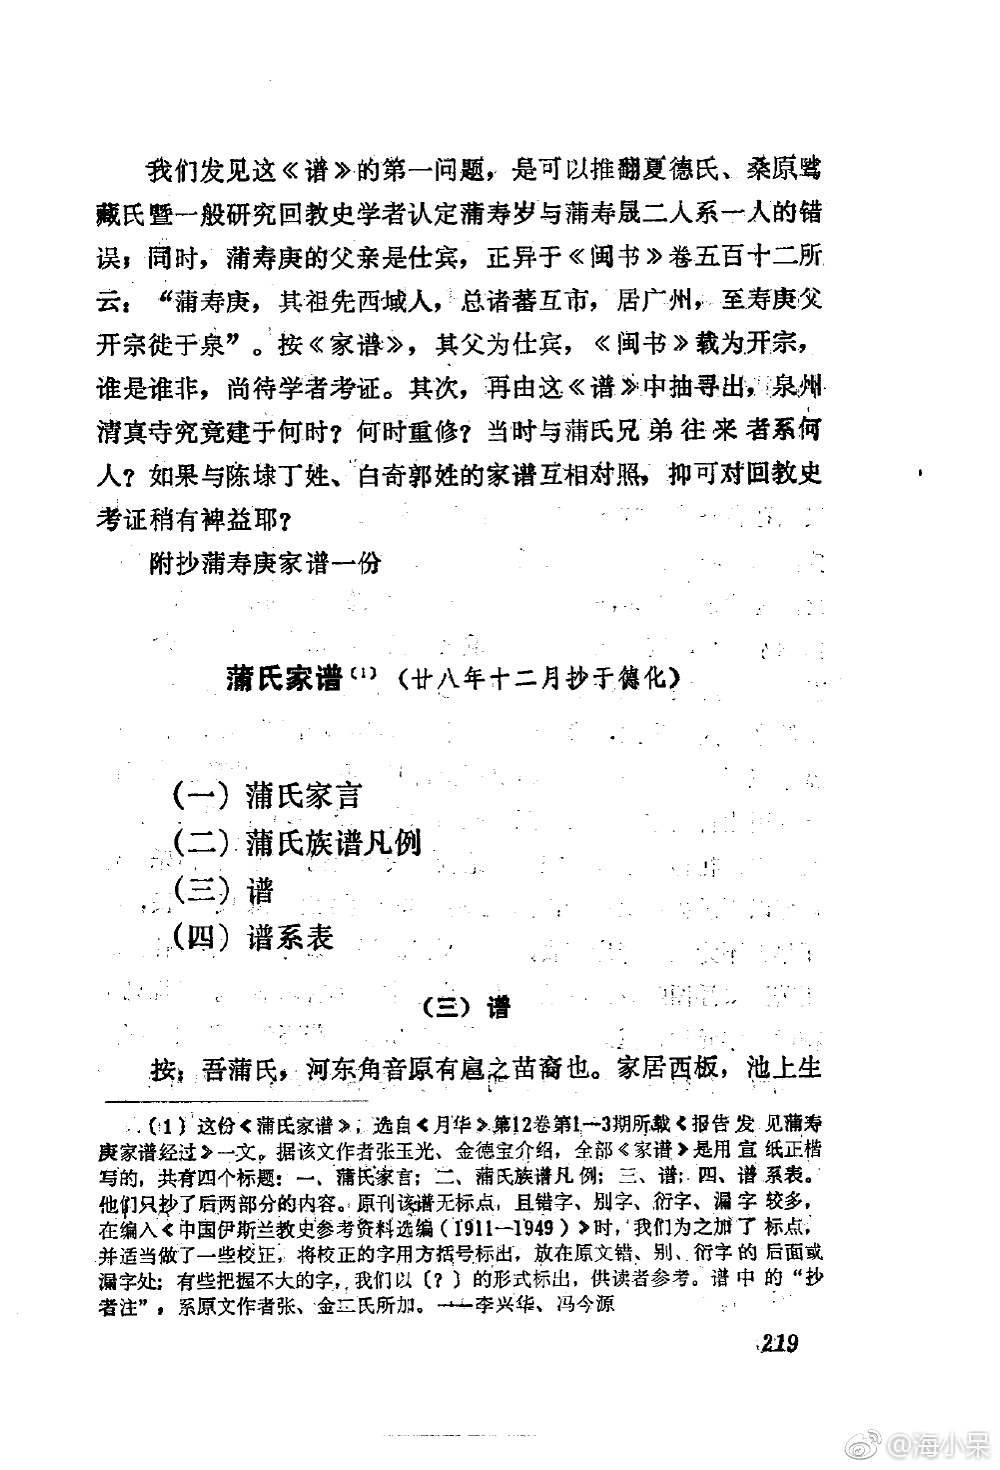 我们发见这《谱》的第一问题，是可以推翻夏德氏、桑原骘
藏氏暨一般研究回教史学者认定蒲寿岁与蒲寿晟二人系一人的错
误；同时，蒲寿庚的父亲是仕宾，正异于《闽书》卷五百十二所
云：“蒲寿庚，其祖先西域人，总诸蕃互市，居广州，至寿庚父
开宗徙于泉”。按《家谱》，其父为仕宾，《闽书》载为开宗，
谁是谁非，尚待学者考证。其次，再由这《谱》中抽寻出，泉州
清真寺究竟建于何时？何时重修？当时与蒲氏兄弟往来者系何
人？如果与陈埭丁姓、白奇郭姓的家谱互相对照，抑可对回教史
考证稍有裨益耶？
附抄蒲寿庚家谱一份
蒲氏家谱〔1〕（廿八年十二月抄于德化）
（一）蒲氏家言
（二）蒲氏族谱凡例
（三）谱
（四）谱系表
（三）谱
按：吾蒲氏，河东角音原有扈之苗裔也。家居西板，池上生
〔1〕这份《蒲氏家谱》，选自《月华》第12卷第1—3期所载《报告发见蒲寿
庚家谱经过》一文。据该文作者张玉光、金德宝介绍，全部《家谱》是用宣纸正楷
写的，共有四个标题：一、蒲氏家言；二、蒲氏族谱凡例；三、谱；四、谱系表。
他们只抄了后两部分的内容。原刊该谱无标点，且错字、别字、衍字、漏字较多，
在编入《中国伊斯兰教史参考资料选编（1911—1949）》时，我们为之加了标点，
并适当做了一些校正，将校正的字用方括号标出，放在原文错、别、衍字的后面或
漏字处；有些把握不大的字，我们以〔？〕的形式标出，供读者参考。谱中的“抄
者注”，系原文作者张、金二氏所加。——李兴华、冯今源
219
@海小呆